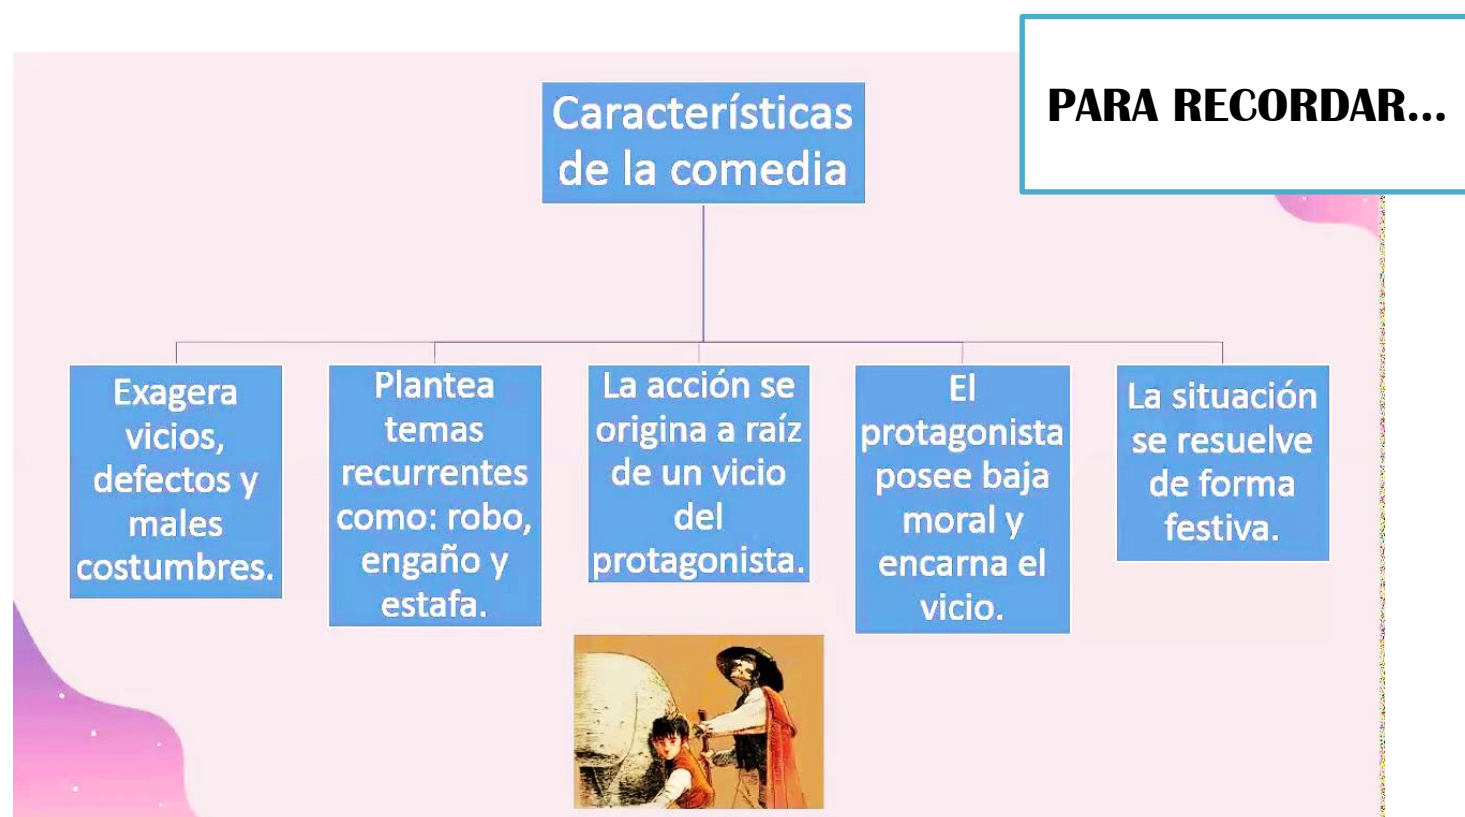 PARA RECORDAR...
Características
de la comedia
Exagera
vicios,
defectos y
males
costumbres.
Plantea
temas
recurrentes
como: robo,
engaño y
estafa.
La acción se
origina a raíz
de un vicio
del
protagonista.
El
protagonista
posee baja
moral y
encarna el
vicio.
La situación
se resuelve
de forma
festiva.